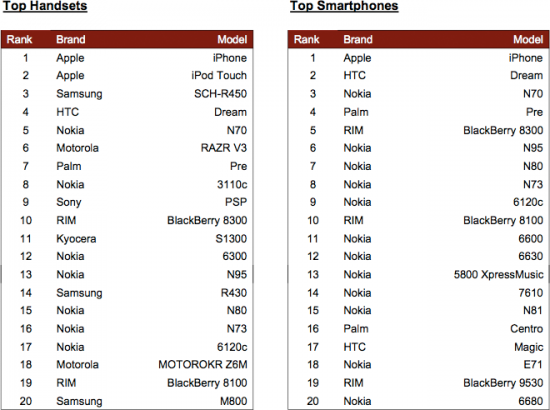 Top Handsets
Rank Brand Model
1 Apple iPhone
2 Apple iPod Touch
3 Samsung SCH-R450
4 HTC Dream
5 Nokia N70
6 Motorola RAZR V3
7 Palm Pre
8 Nokia 3110c
9 Sony PSP
10 RIM BlackBerry 8300
11 Kyocera S1300
12 Nokia 6300
13 Nokia N95
14 Samsung R430
15 Nokia N80
16 Nokia N73
17 Nokia 6120c
18 Motorola MOTOROKR Z6M
19 RIM BlackBerry 8100
20 Samsung M800
Top Smartphones
Rank Brand Model
1 Apple iPhone
2 HTC Dream
3 Nokia N70
4 Palm Pre
5 RIM BlackBerry 8300
6 Nokia N95
7 Nokia N80
8 Nokia N73
9 Nokia 6120c
10 RIM BlackBerry 8100
11 Nokia 6600
12 Nokia 6630
13 Nokia 5800 XpressMusic
14 Nokia 7610
15 Nokia N81
16 Palm Centro
17 HTC Magic
18 Nokia E71
19 RIM BlackBerry 9530
20 Nokia 6680